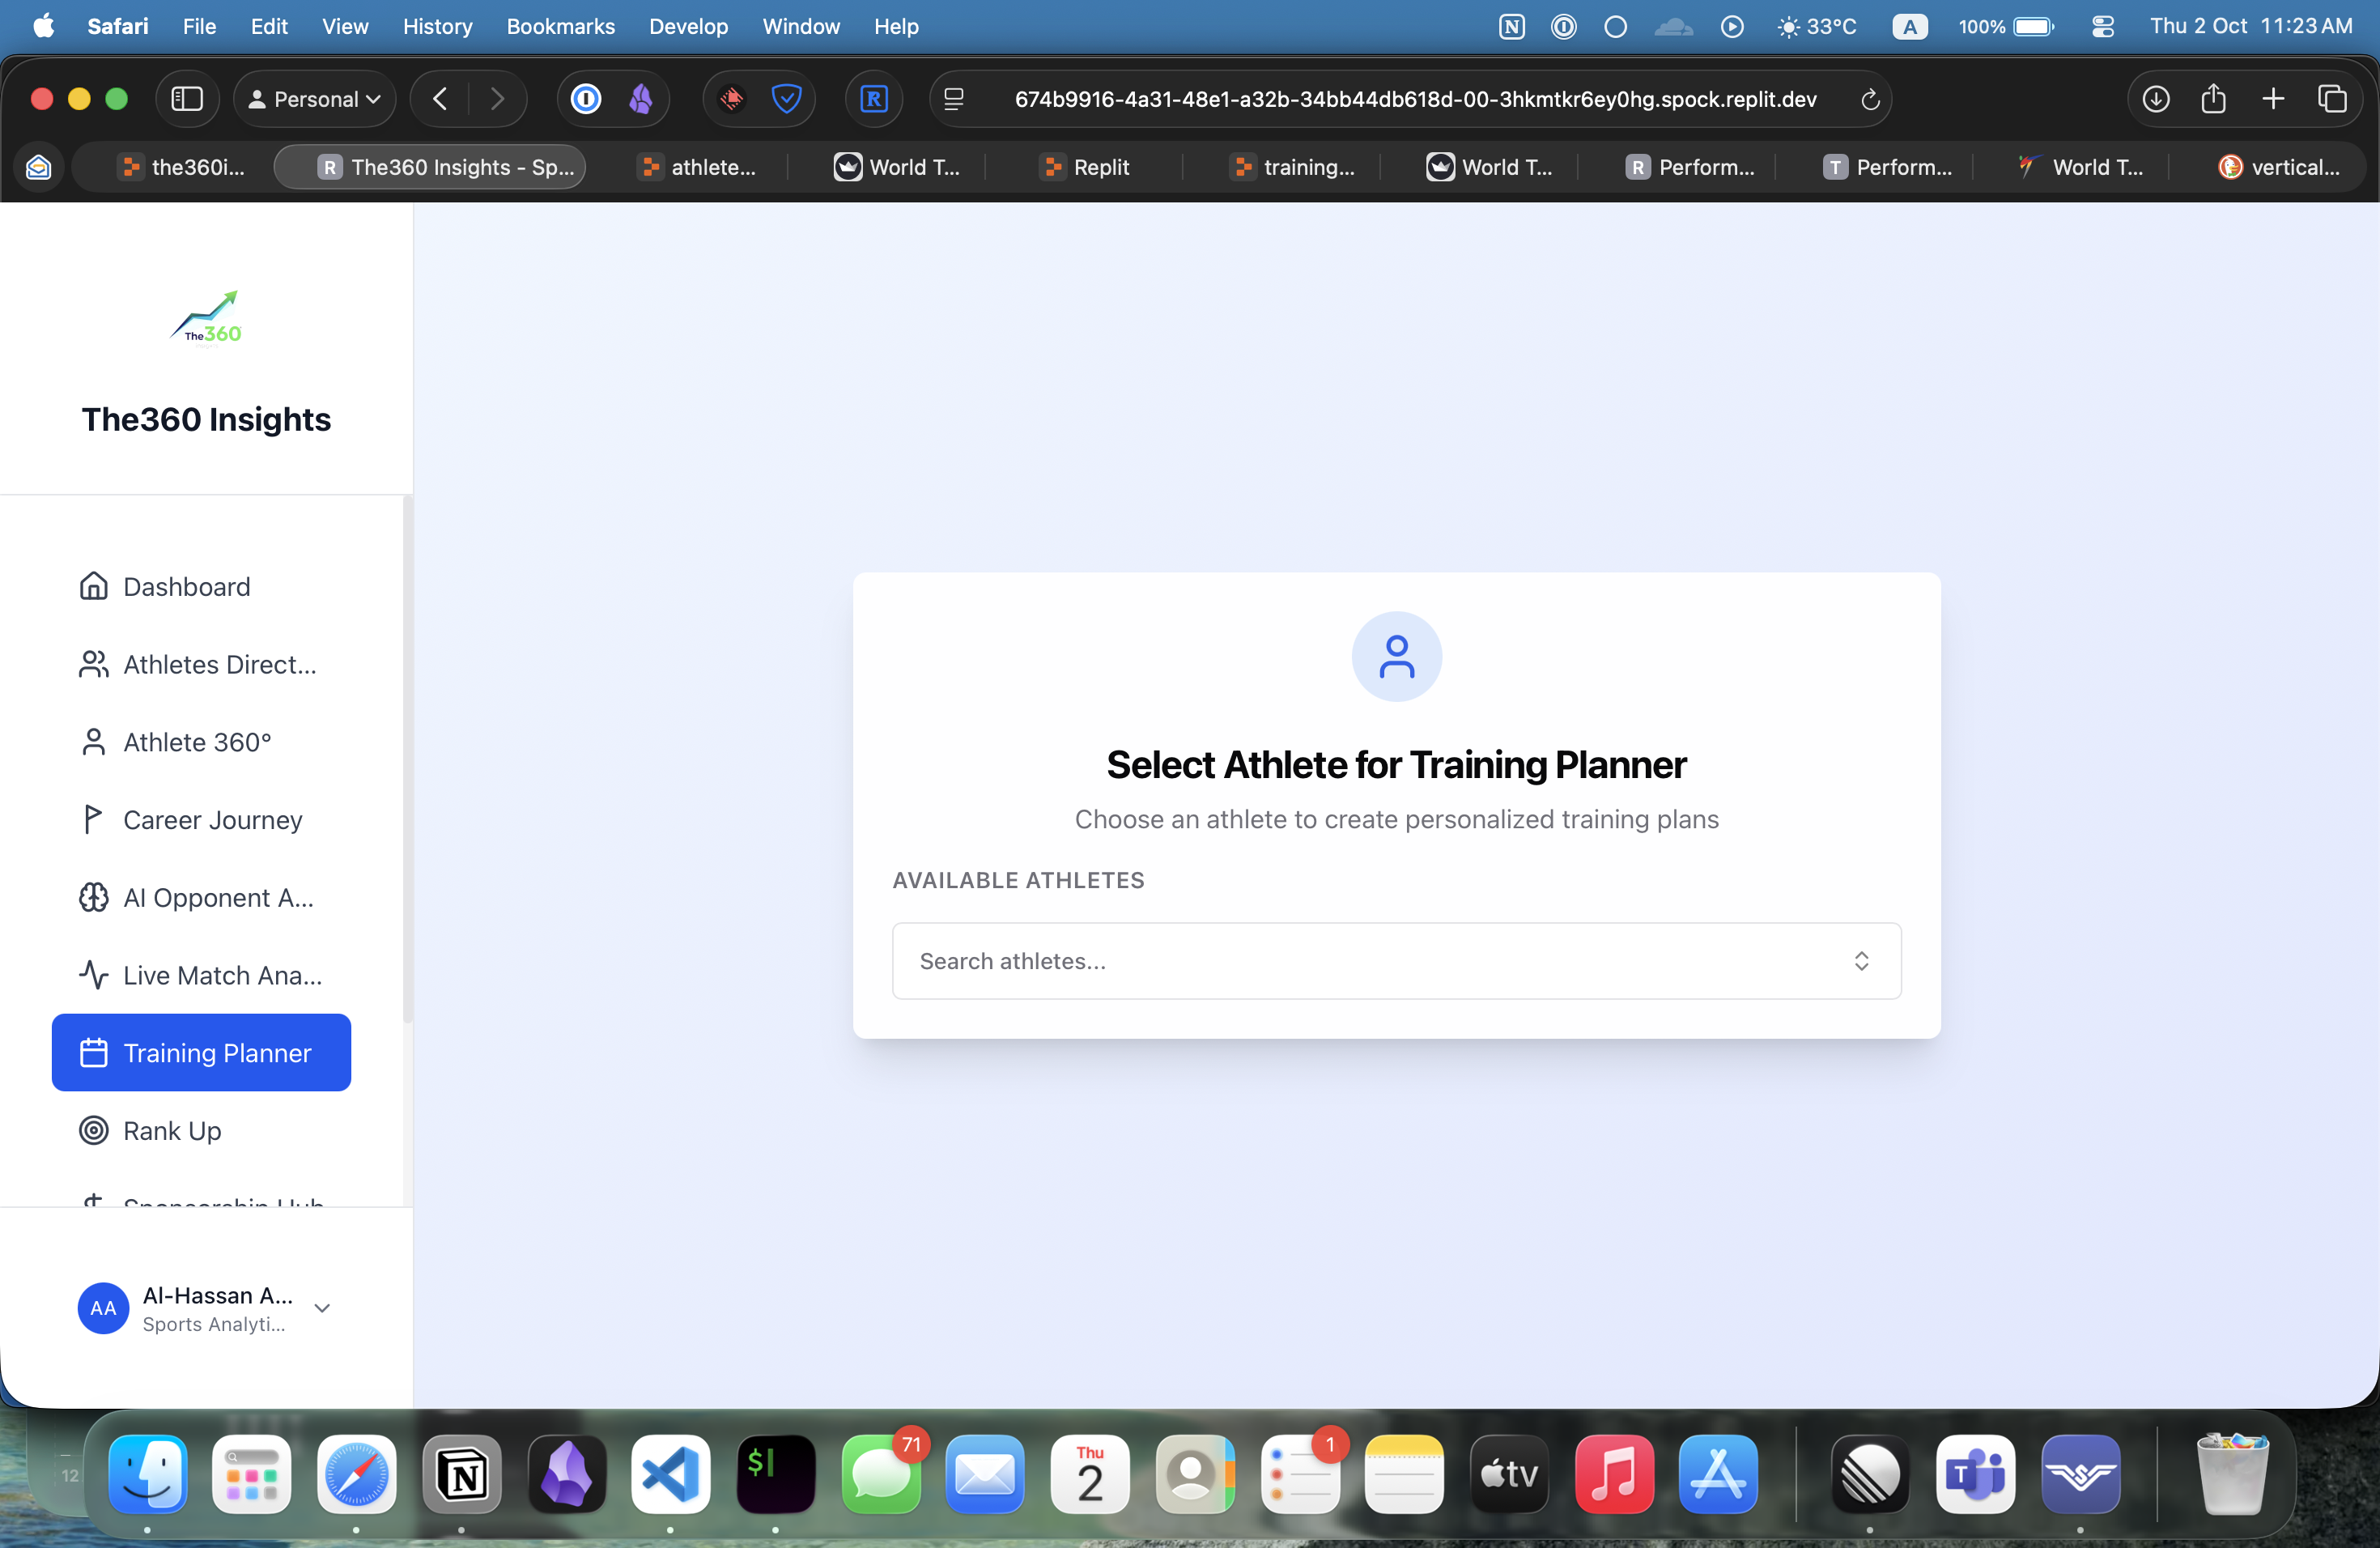 Safari File Edit View History Bookmarks Develop Window Help 33°C A 100% Thu 2 Oct 11:23 AM
Personal 674b9916-4a31-48e1-a32b-34bb44db618d-00-3hkmtkr6ey0hg.spock.replit.dev
the360i... The360 Insights - Sp... athlete... World T... Replit training... World T... Perform... Perform... World T... vertical...
The360
The360 Insights
Dashboard
Athletes Direct...
Athlete 360°
Career Journey
AI Opponent A...
Live Match Ana...
Training Planner
Rank Up
Sponsorship Hub
AA
Al-Hassan A...
Sports Analyti...
Select Athlete for Training Planner
Choose an athlete to create personalized training plans
AVAILABLE ATHLETES
Search athletes...
12
71
Thu
2
1
tv